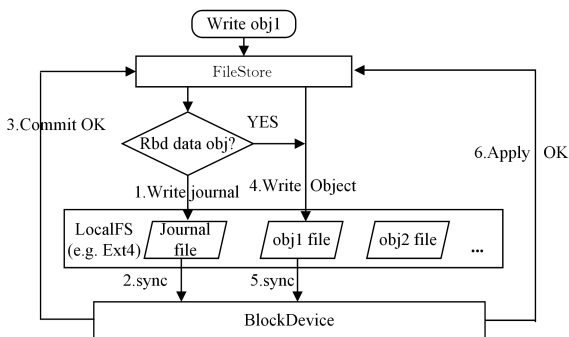 Write obj1
FileStore
3.Commit OK
YES
Rbd data obj?
6.Apply OK
1.Write journal
4.Write Object
LocalFS
(e.g. Ext4)
Journal
file
obj1 file
obj2 file
...
2.sync
5.sync
BlockDevice